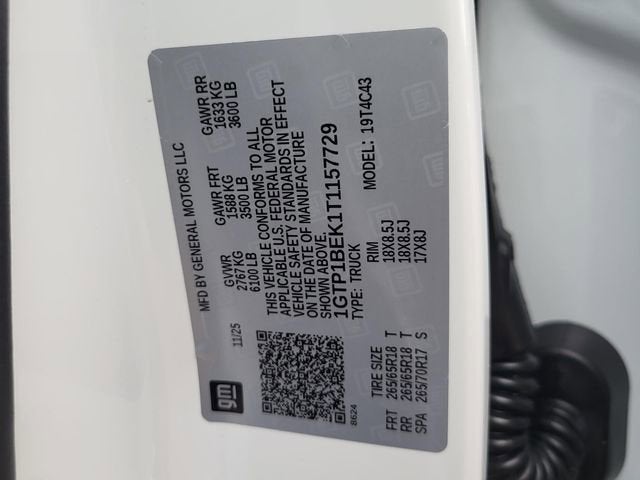 gm
MFD BY GENERAL MOTORS LLC
11/25
GVWR GAWR FRT GAWR RR
2767KG 1588 KG 1633 KG
6100 LB 3500 LB 3600 LB
THIS VEHICLE CONFORMS TO ALL
APPLICABLE U.S. FEDERAL MOTOR
VEHICLE SAFETY STANDARDS IN EFFECT
ON THE DATE OF MANUFACTURE
SHOWN ABOVE.
1GTP1BEK1T1157729
TYPE: TRUCK MODEL: 19T4C43
8624
TIRE SIZE RIM
FRT 265/65R18 T 18X8.5J
RR 265/65R18 T 18X8.5J
SPA 265/70R17 S 17X8J